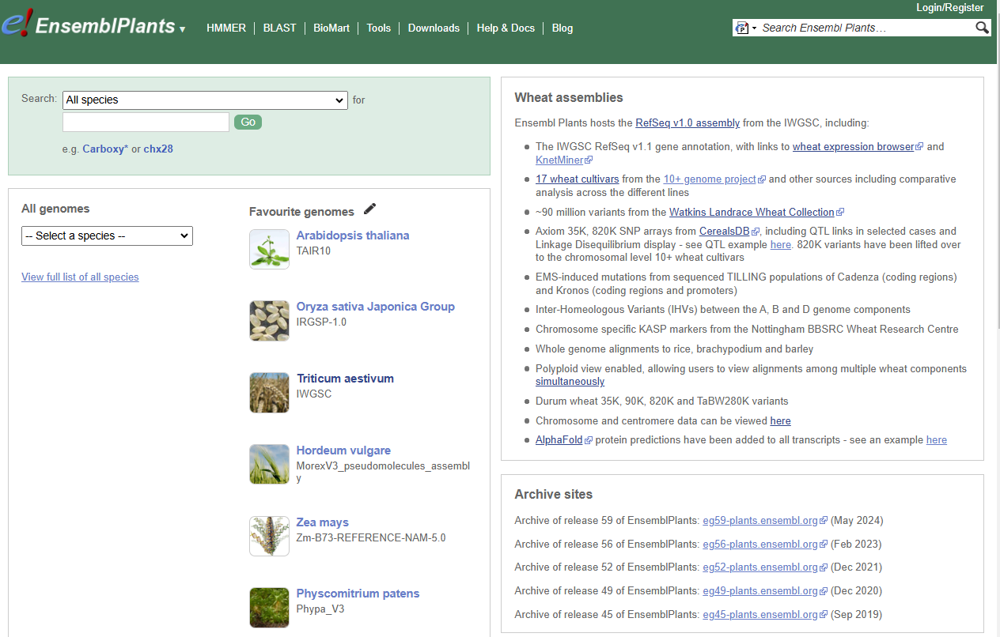 Login/Register
e! EnsemblPlants ▼
HMMER | BLAST | BioMart | Tools | Downloads | Help & Docs | Blog
Search Ensembl Plants…
Search: All species for
Go
e.g. Carboxy* or chx28
All genomes
-- Select a species --
View full list of all species
Favourite genomes
Arabidopsis thaliana
TAIR10
Oryza sativa Japonica Group
IRGSP-1.0
Triticum aestivum
IWGSC
Hordeum vulgare
MorexV3_pseudomolecules_assembl
y
Zea mays
Zm-B73-REFERENCE-NAM-5.0
Physcomitrium patens
Phypa_V3
Wheat assemblies
Ensembl Plants hosts the RefSeq v1.0 assembly from the IWGSC, including:
The IWGSC RefSeq v1.1 gene annotation, with links to wheat expression browser and
KnetMiner
17 wheat cultivars from the 10+ genome project and other sources including comparative
analysis across the different lines
~90 million variants from the Watkins Landrace Wheat Collection
Axiom 35K, 820K SNP arrays from CerealsDB, including QTL links in selected cases and
Linkage Disequilibrium display - see QTL example here. 820K variants have been lifted over
to the chromosomal level 10+ wheat cultivars
EMS-induced mutations from sequenced TILLING populations of Cadenza (coding regions)
and Kronos (coding regions and promoters)
Inter-Homeologous Variants (IHVs) between the A, B and D genome components
Chromosome specific KASP markers from the Nottingham BBSRC Wheat Research Centre
Whole genome alignments to rice, brachypodium and barley
Polyploid view enabled, allowing users to view alignments among multiple wheat components
simultaneously
Durum wheat 35K, 90K, 820K and TaBW280K variants
Chromosome and centromere data can be viewed here
AlphaFold protein predictions have been added to all transcripts - see an example here
Archive sites
Archive of release 59 of EnsemblPlants: eg59-plants.ensembl.org (May 2024)
Archive of release 56 of EnsemblPlants: eg56-plants.ensembl.org (Feb 2023)
Archive of release 52 of EnsemblPlants: eg52-plants.ensembl.org (Dec 2021)
Archive of release 49 of EnsemblPlants: eg49-plants.ensembl.org (Dec 2020)
Archive of release 45 of EnsemblPlants: eg45-plants.ensembl.org (Sep 2019)